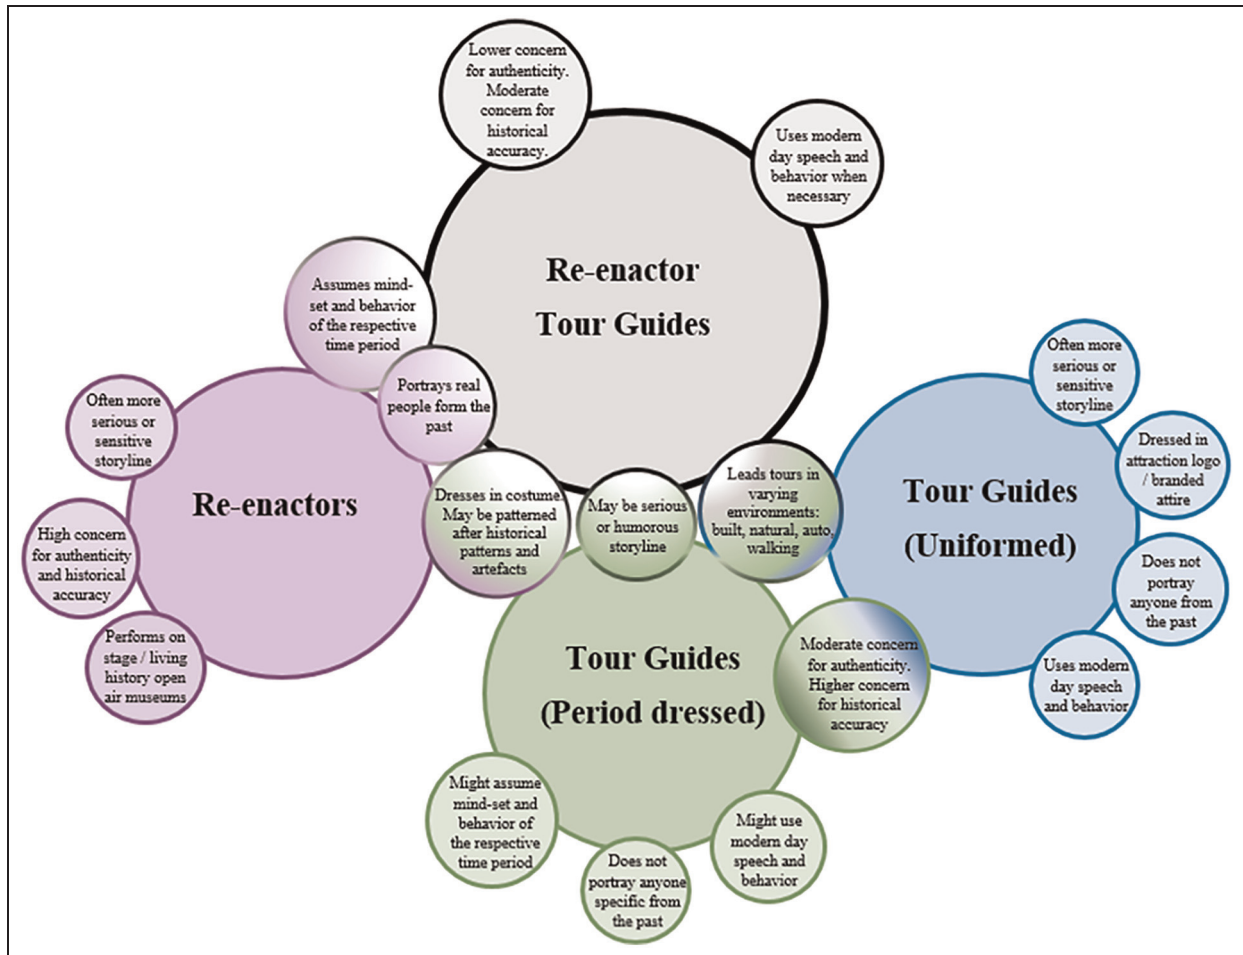 Lower concern
for authenticity.
Moderate
concern for
historical
accuracy.
Uses modern
day speech and
behavior when
necessary
Re-enactor
Tour Guides
Assumes mind-
set and behavior
of the respective
time period
Portrays real
people form the
past
Often more
serious or
sensitive
storyline
High concern
for authenticity
and historical
accuracy
Performs on
stage / living
history open
air museums
Re-enactors
Dresses in costume.
May be patterned
after historical
patterns and
artefacts
May be serious
or humorous
storyline
Leads tours in
varying
environments:
built, natural, auto,
walking
Often more
serious or
sensitive
storyline
Dressed in
attraction logo
/ branded
attire
Tour Guides
(Uniformed)
Does not
portray
anyone from
the past
Uses modern
day speech
and behavior
Moderate concern
for authenticity.
Higher concern
for historical
accuracy
Tour Guides
(Period dressed)
Might assume
mind-set and
behavior of
the respective
time period
Does not
portray anyone
specific from
the past
Might use
modern day
speech and
behavior